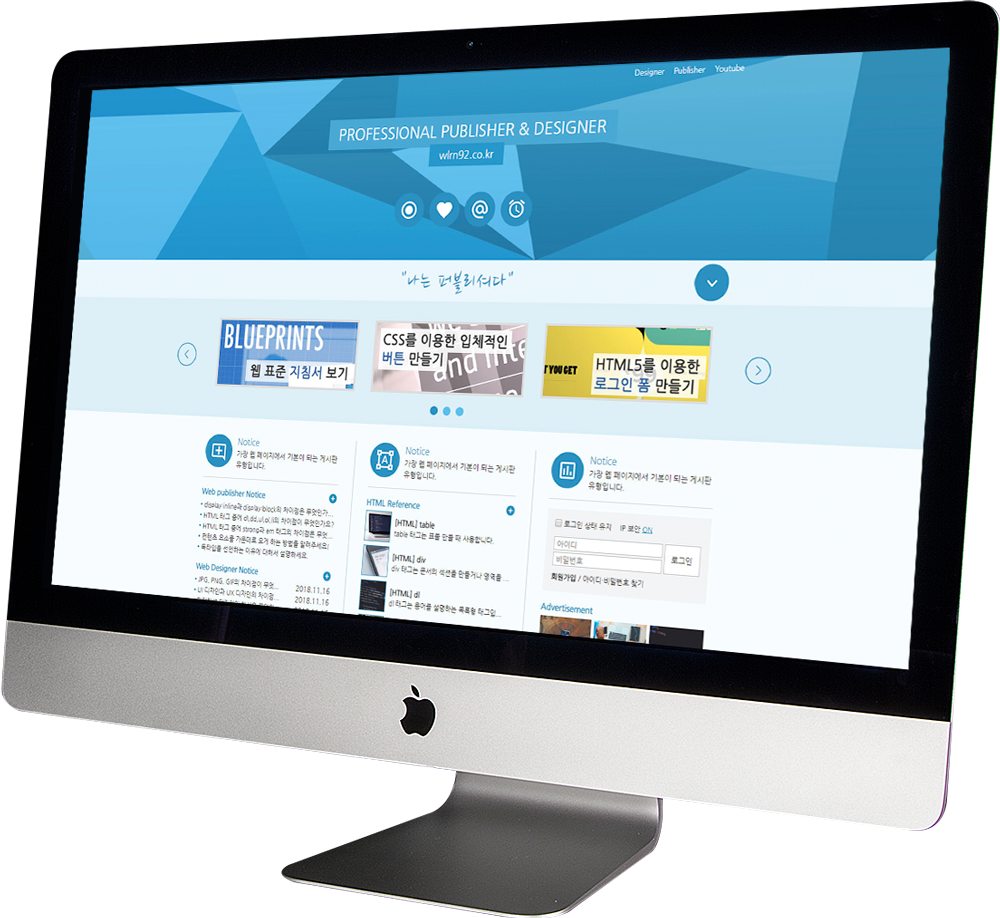 Designer Publisher Youtube
PROFESSIONAL PUBLISHER & DESIGNER
wlrn92.co.kr
"나는 퍼블리셔다"
BLUEPRINTS
웹 표준 지침서 보기
and inte
CSS를 이용한 입체적인
버튼 만들기
T YOU GET
HTML5를 이용한
로그인 폼 만들기
Notice
가장 웹 페이지에서 기본이 되는 게시판
유형입니다.
Web publisher Notice
display inline과 display block의 차이점은 무엇인가...
HTML 태그 중에 dl,dd,ul,ol,li의 차이점이 무엇인가요?
HTML 태그 중에 strong과 em 태그의 차이점은 무엇...
컨텐츠 요소를 가운데로 오게 하는 방법을 알려주세요!
독타입을 선언하는 이유에 대해서 설명하세요.
Web Designer Notice
JPG, PNG, GIF의 차이점이 무엇... 2018.11.16
UI 디자인과 UX 디자인의 차이점... 2018.11.16
2018.11.16
Notice
가장 웹 페이지에서 기본이 되는 게시판
유형입니다.
HTML Reference
[HTML] table
table 태그는 표를 만들 때 사용합니다.
[HTML] div
div 태그는 문서의 섹션을 만들거나 영역을 ...
[HTML] dl
dl 태그는 용어를 설명하는 목록형 태그입...
Notice
가장 웹 페이지에서 기본이 되는 게시판
유형입니다.
로그인 상태 유지 IP 보안 ON
아이디
비밀번호
로그인
회원가입 / 아이디·비밀번호 찾기
Advertisement